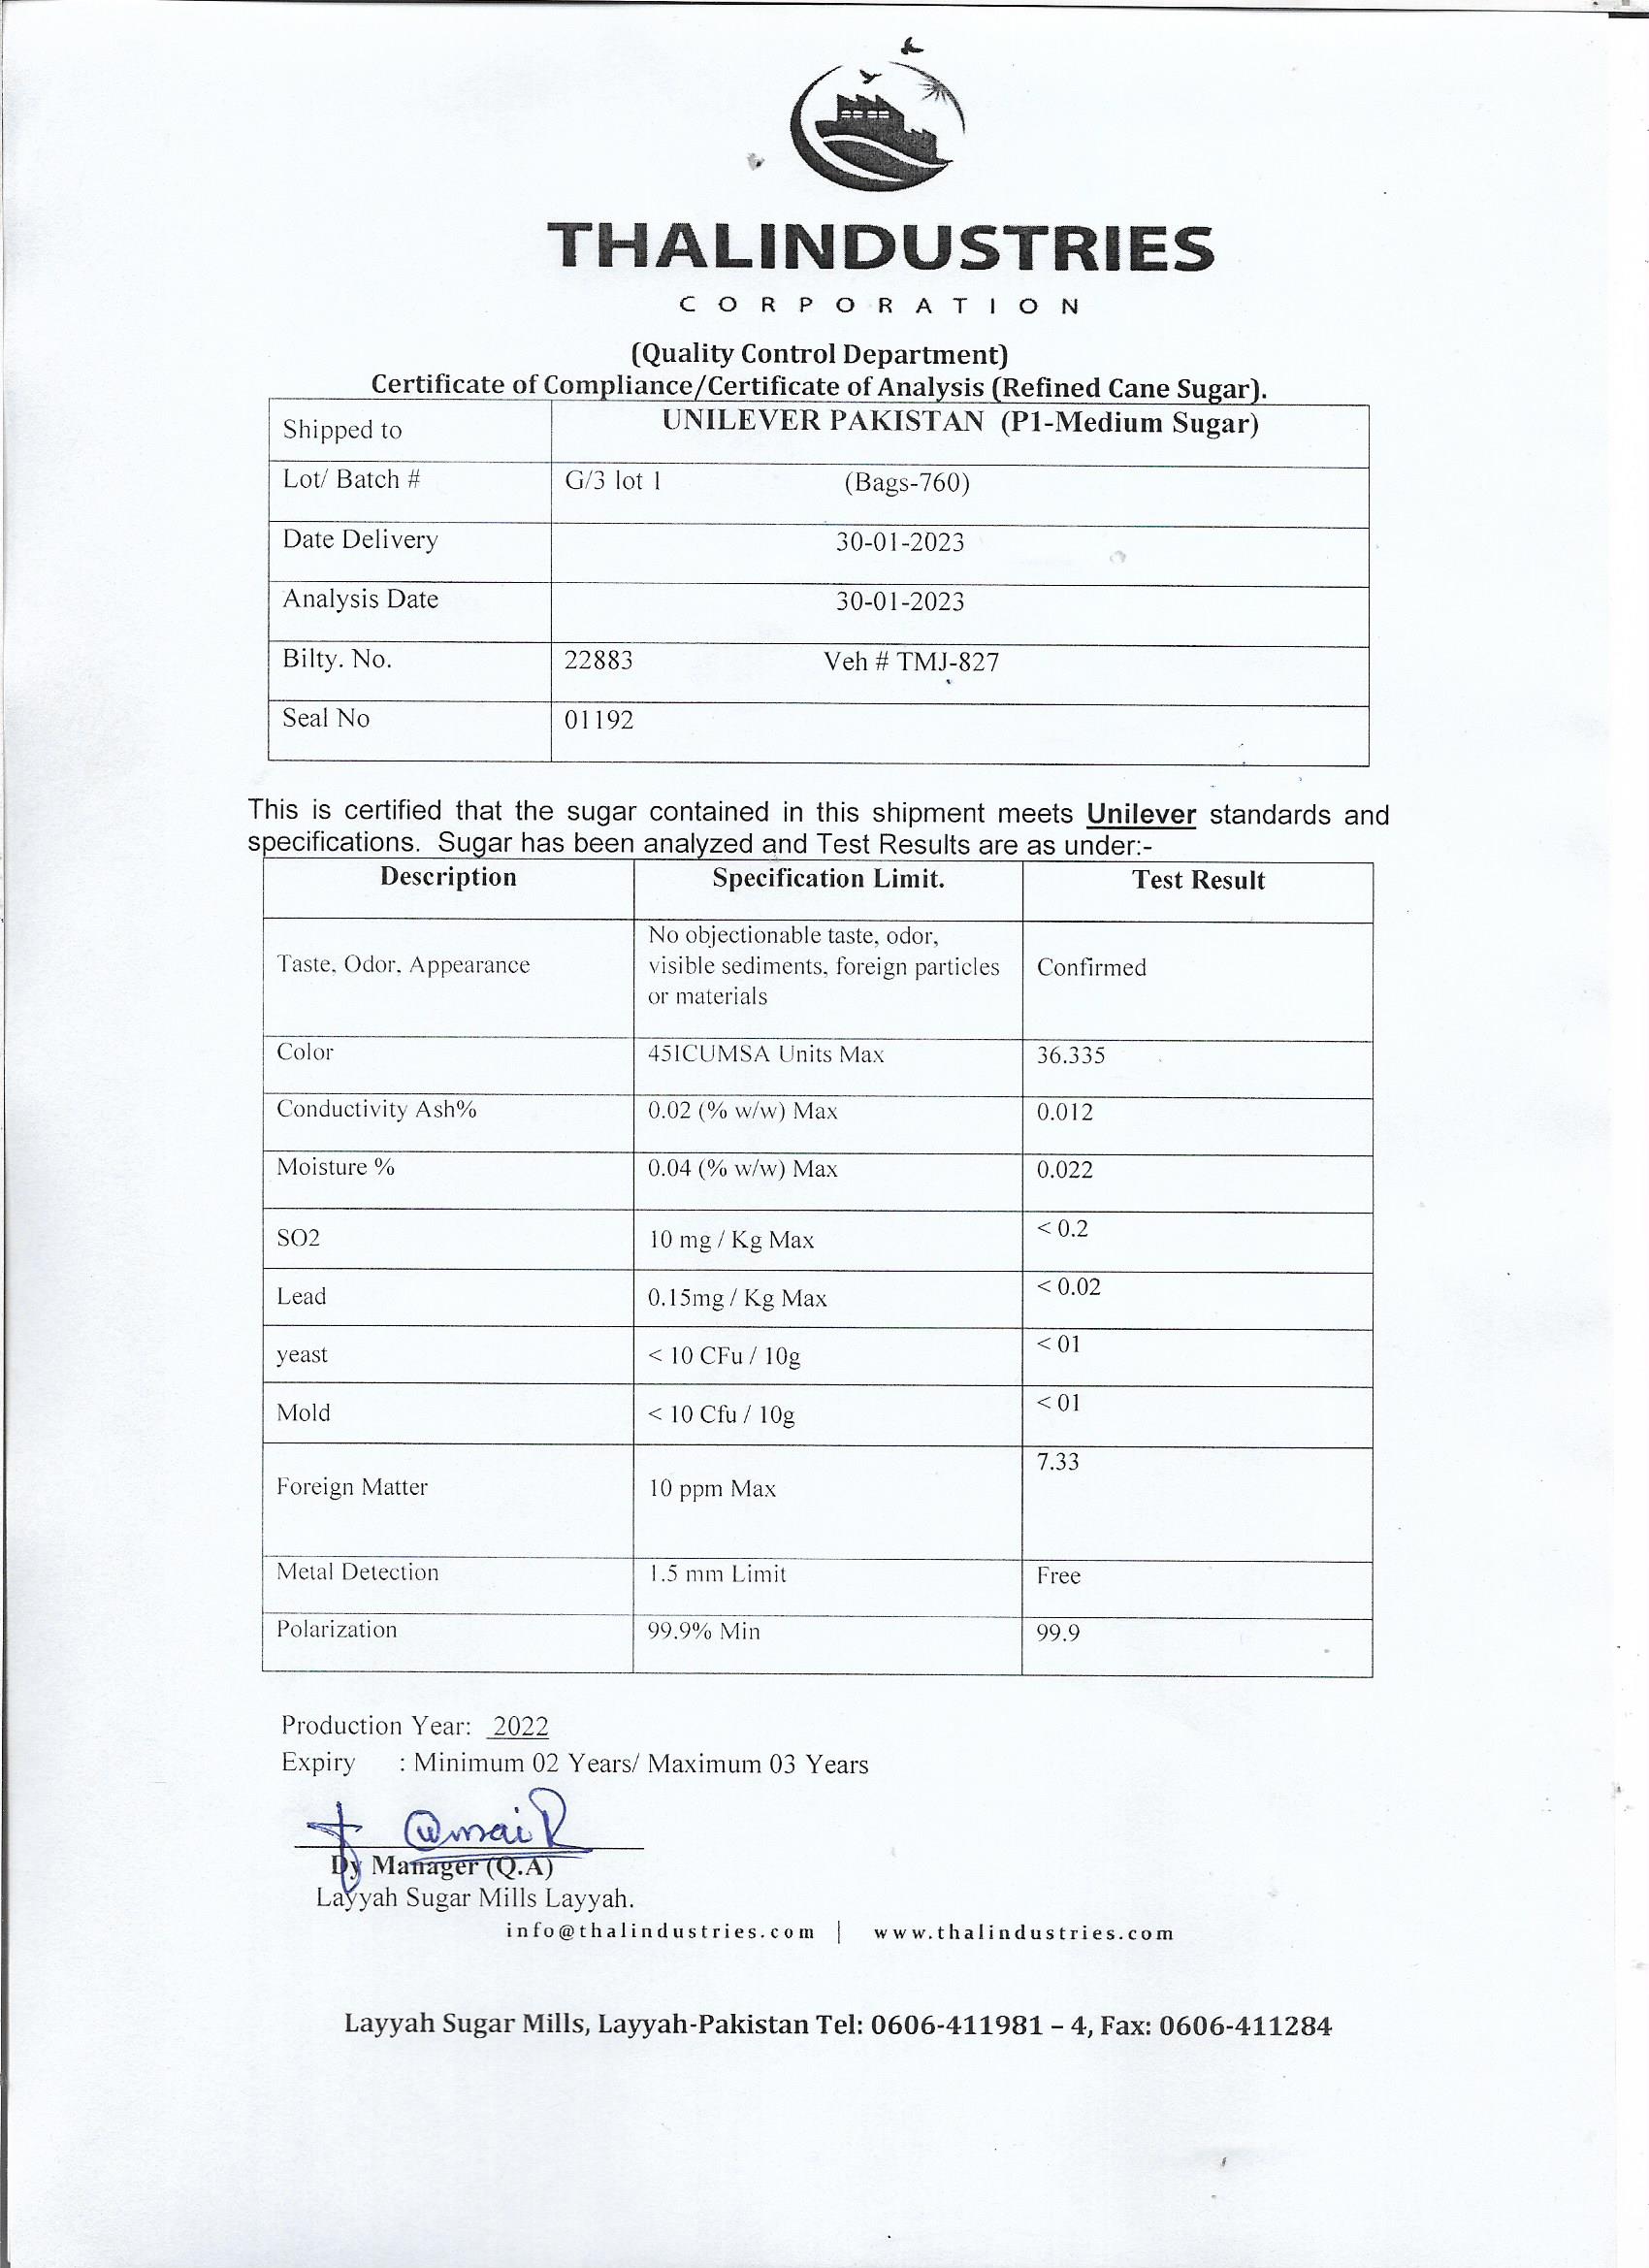 THALINDUSTRIES
CORPORATION
(Quality Control Department)
Certificate of Compliance/Certificate of Analysis (Refined Cane Sugar).
Shipped to UNILEVER PAKISTAN (P1-Medium Sugar)
Lot/ Batch # G/3 lot 1 (Bags-760)
Date Delivery 30-01-2023
Analysis Date 30-01-2023
Bilty. No. 22883 Veh # TMJ-827
Seal No 01192
This is certified that the sugar contained in this shipment meets Unilever standards and
specifications. Sugar has been analyzed and Test Results are as under:-
Description Specification Limit. Test Result
Taste, Odor, Appearance No objectionable taste, odor,
visible sediments, foreign particles
or materials Confirmed
Color 45ICUMSA Units Max 36.335
Conductivity Ash% 0.02 (% w/w) Max 0.012
Moisture % 0.04 (% w/w) Max 0.022
SO2 10 mg / Kg Max < 0.2
Lead 0.15mg / Kg Max < 0.02
yeast < 10 CFu / 10g < 01
Mold < 10 Cfu / 10g < 01
Foreign Matter 10 ppm Max 7.33
Metal Detection 1.5 mm Limit Free
Polarization 99.9% Min 99.9
Production Year: 2022
Expiry : Minimum 02 Years/ Maximum 03 Years
Dy Manager (Q.A)
Layyah Sugar Mills Layyah.
info@thalindustries.com | www.thalindustries.com
Layyah Sugar Mills, Layyah-Pakistan Tel: 0606-411981 – 4, Fax: 0606-411284